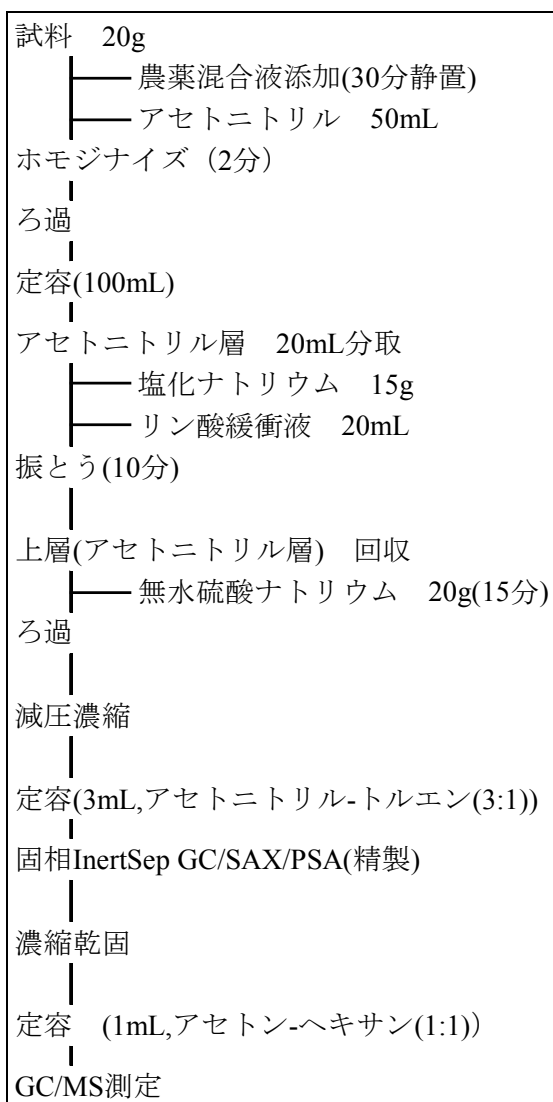 試料　20g
農薬混合液添加(30分静置)
アセトニトリル　50mL
ホモジナイズ（2分）
ろ過
定容(100mL)
アセトニトリル層　20mL分取
塩化ナトリウム　15g
リン酸緩衝液　20mL
振とう(10分)
上層(アセトニトリル層)　回収
無水硫酸ナトリウム　20g(15分)
ろ過
減圧濃縮
定容(3mL,アセトニトリル-トルエン(3:1))
固相InertSep GC/SAX/PSA(精製)
濃縮乾固
定容　(1mL,アセトン-ヘキサン(1:1)）
GC/MS測定